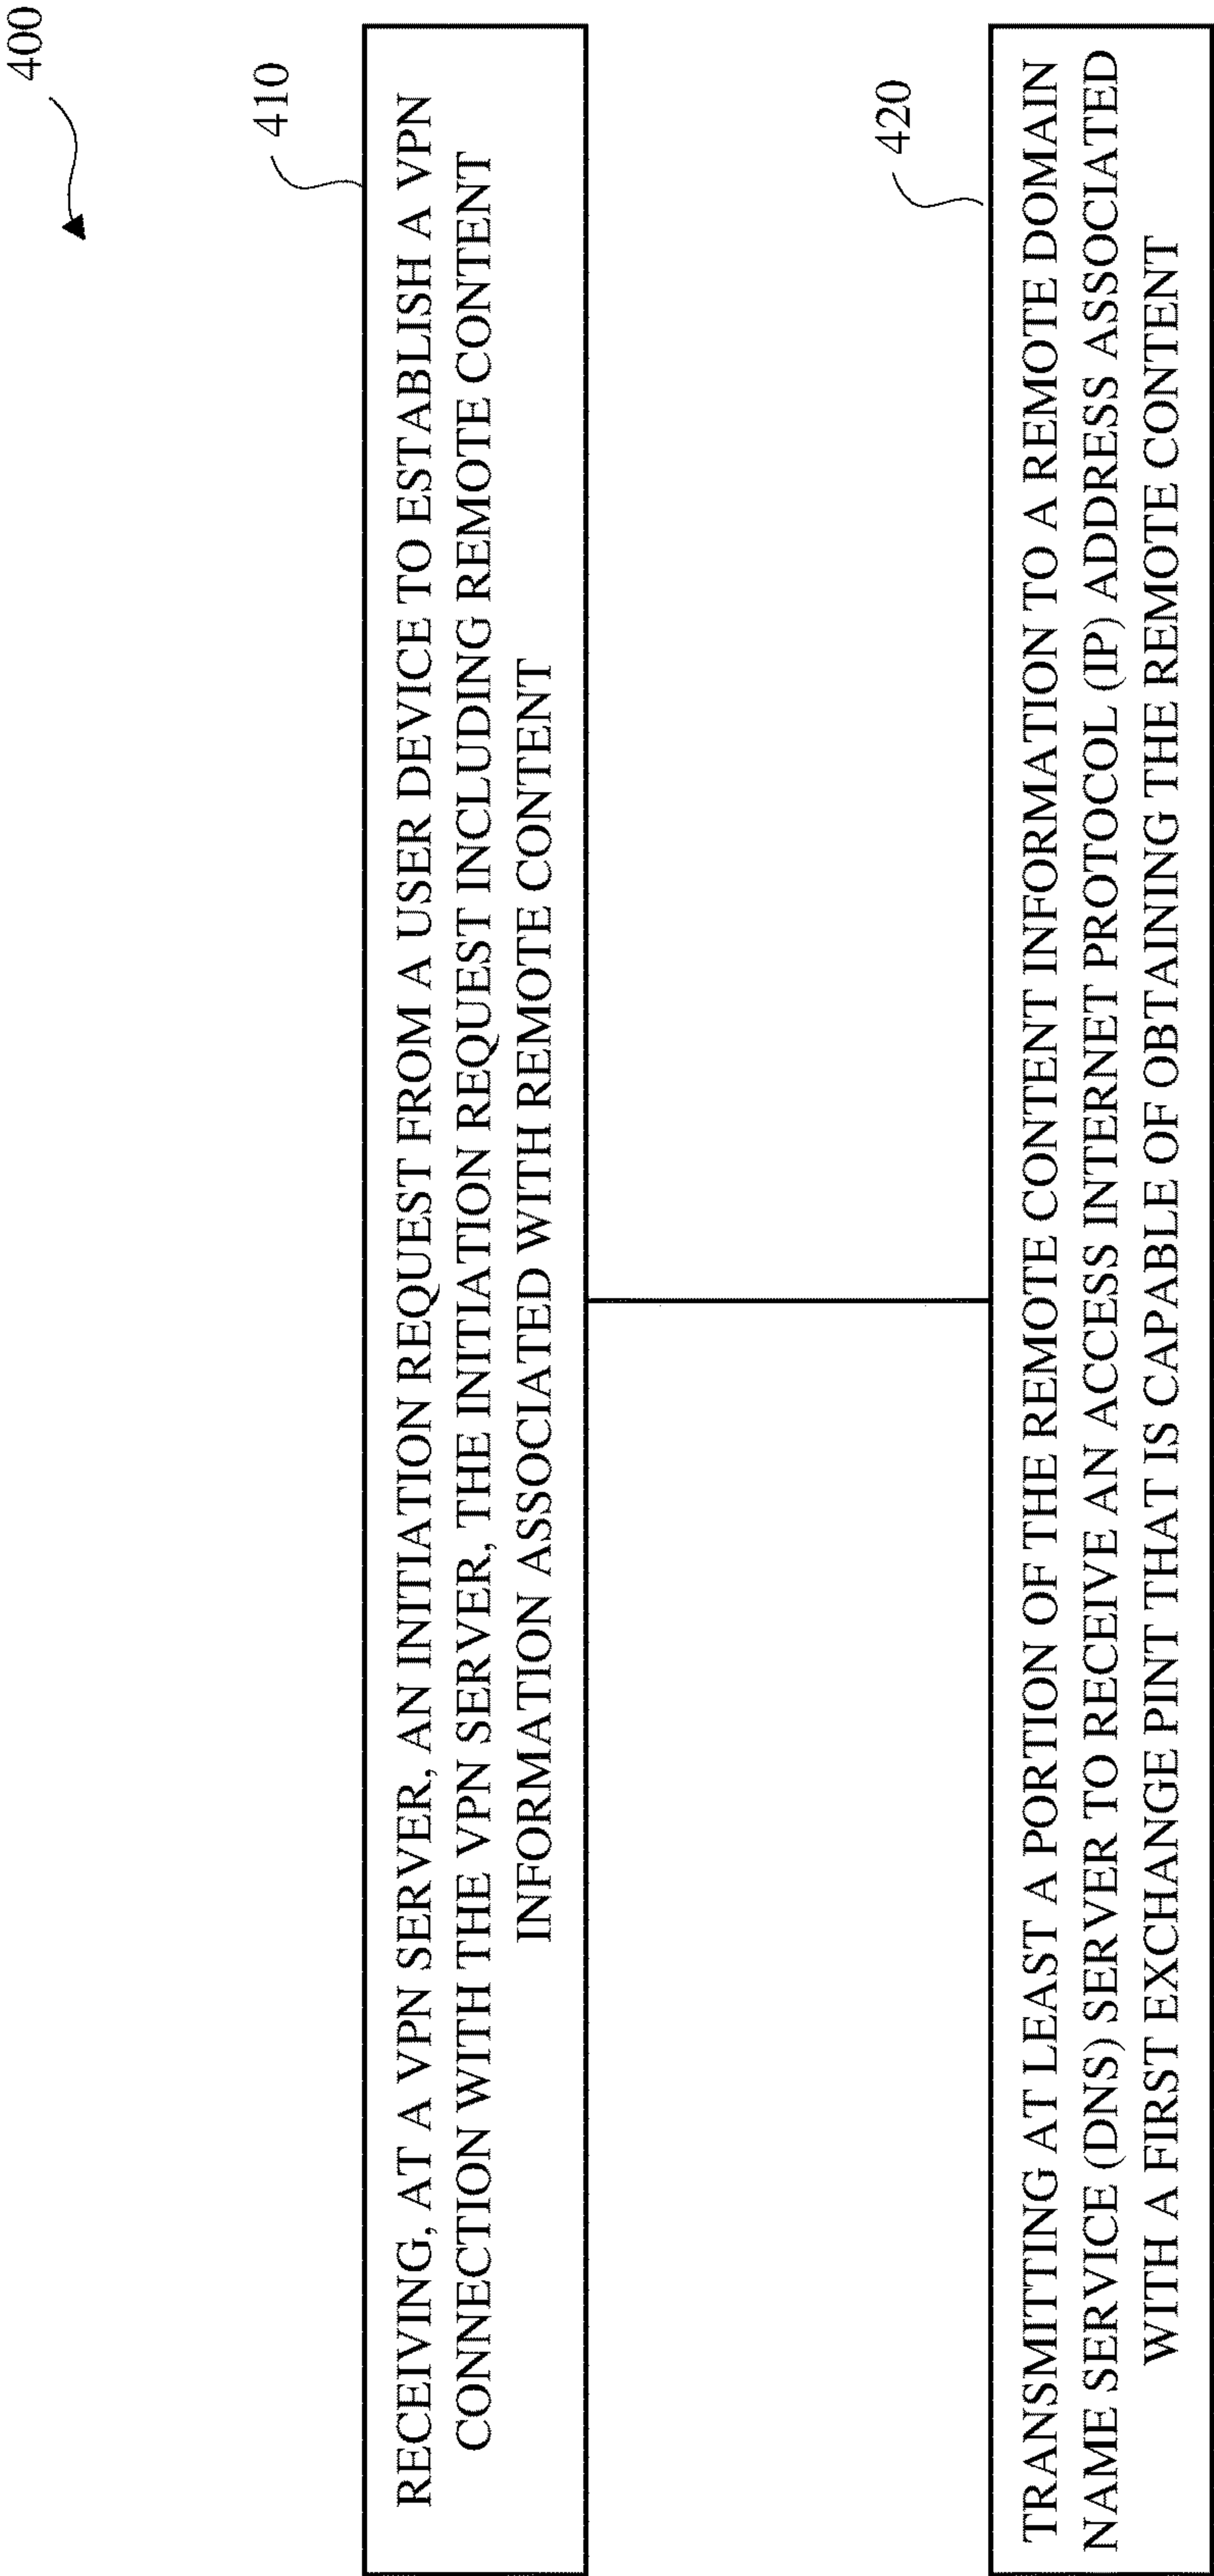 400
410
RECEIVING, AT A VPN SERVER, AN INITIATION REQUEST FROM A USER DEVICE TO ESTABLISH A VPN
CONNECTION WITH THE VPN SERVER, THE INITIATION REQUEST INCLUDING REMOTE CONTENT
INFORMATION ASSOCIATED WITH REMOTE CONTENT
420
TRANSMITTING AT LEAST A PORTION OF THE REMOTE CONTENT INFORMATION TO A REMOTE DOMAIN
NAME SERVICE (DNS) SERVER TO RECEIVE AN ACCESS INTERNET PROTOCOL (IP) ADDRESS ASSOCIATED
WITH A FIRST EXCHANGE PINT THAT IS CAPABLE OF OBTAINING THE REMOTE CONTENT